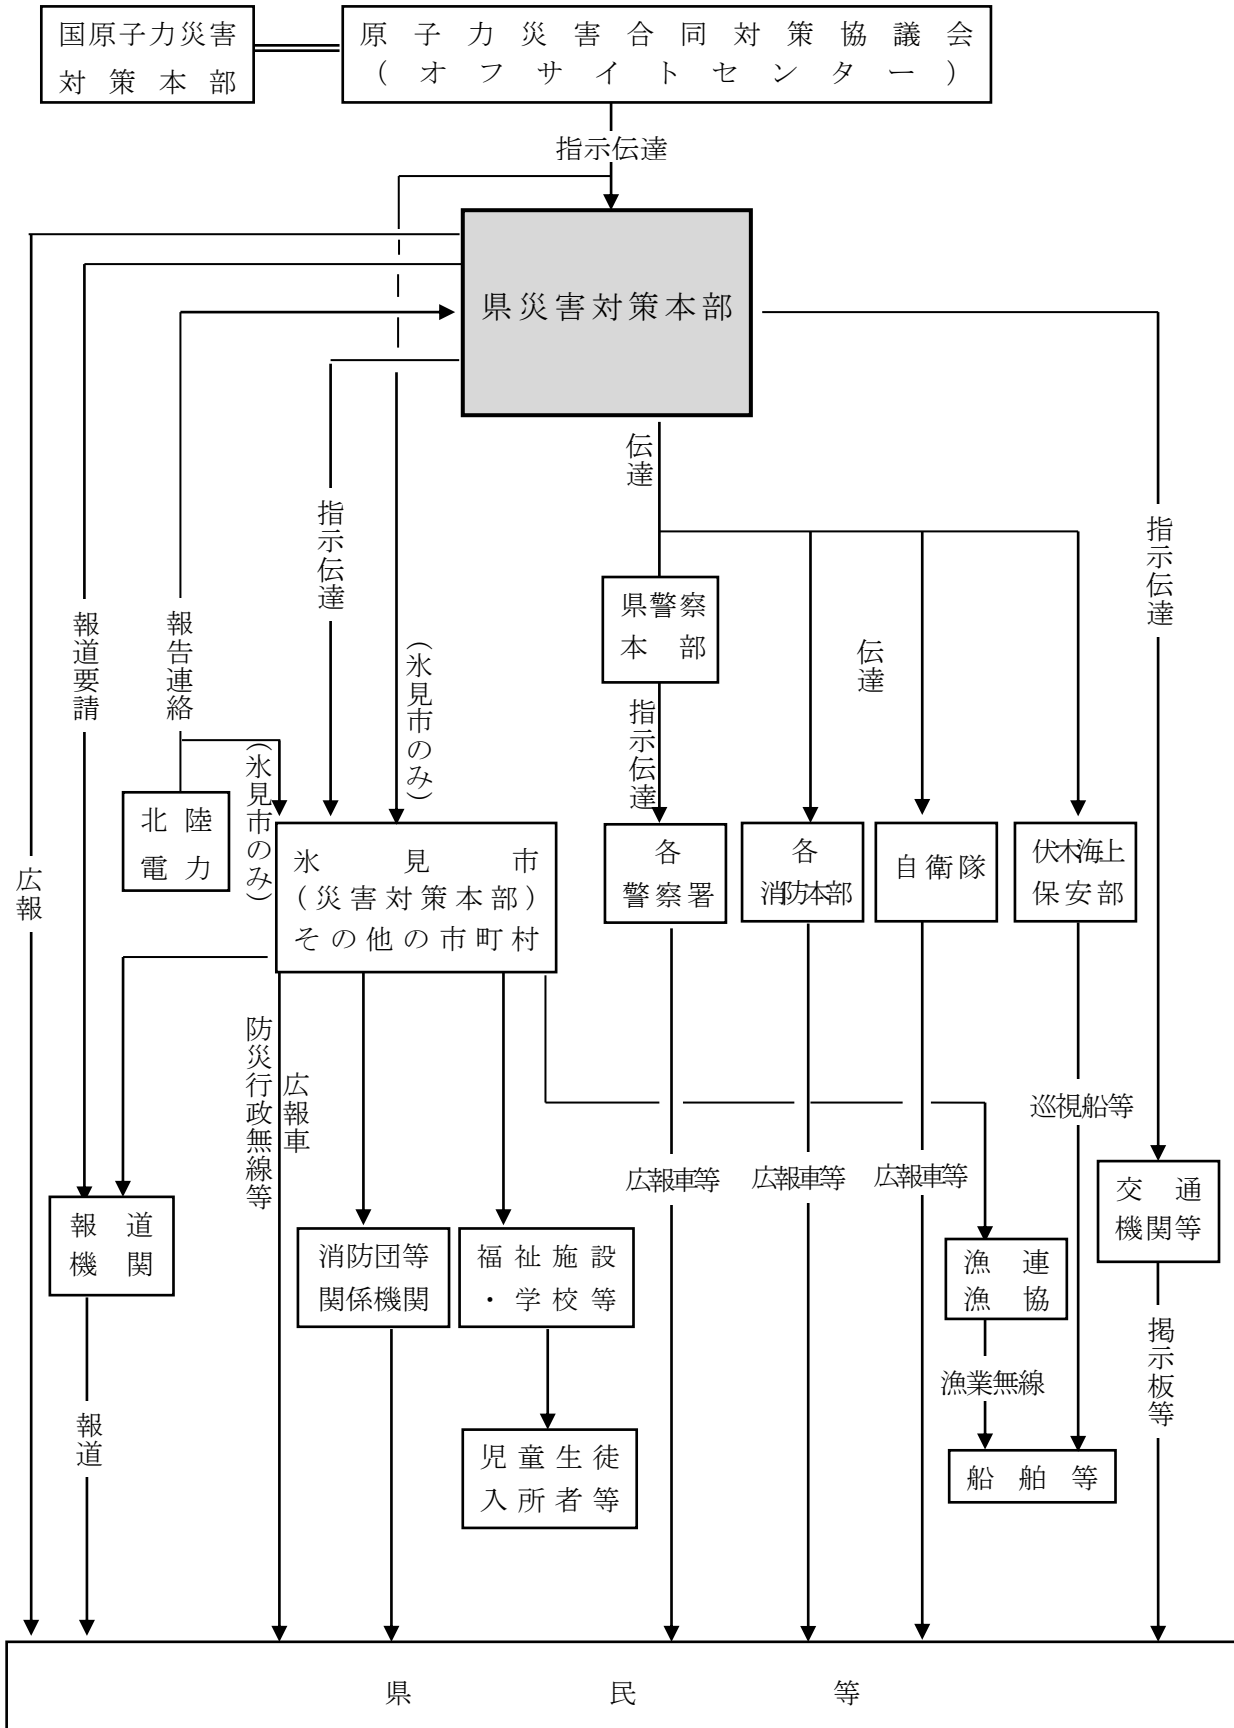 国原子力災害
対策本部
原子力災害合同対策協議会
(オフサイトセンター)
指示伝達
県災害対策本部
伝達
指示伝達
指示伝達
県警察
本部
伝達
報道要請
報告連絡
(氷見市のみ)
指示伝達
(氷見市のみ)
北陸
電力
広報
氷見市
(災害対策本部)
その他の市町村
各
警察署
各
消防本部
自衛隊
伏木海上
保安部
防災行政無線等
広報車
巡視船等
広報車等
広報車等
広報車等
報道
機関
消防団等
関係機関
福祉施設
・学校等
漁連
漁協
交通
機関等
漁業無線
掲示板等
報道
児童生徒
入所者等
船舶等
県民等